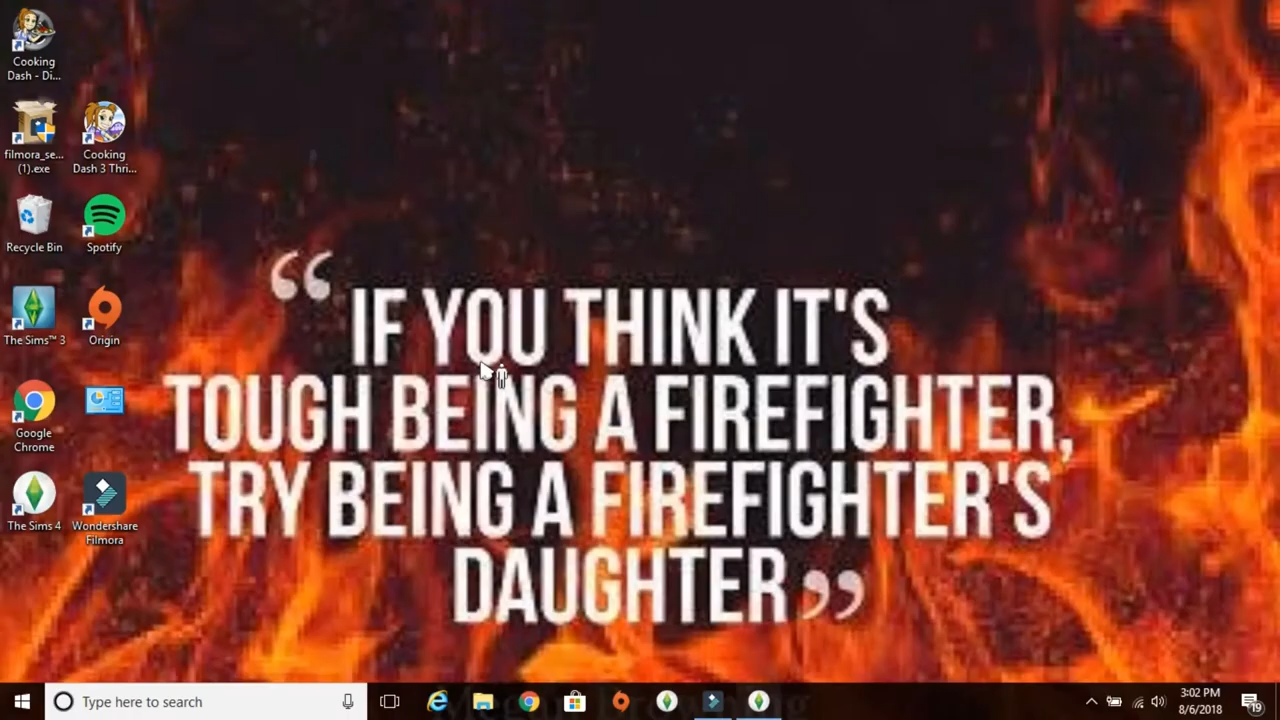 Cooking
Dash - Di...
filmora_se...
(1).exe
Cooking
Dash 3 Thri...
Recycle Bin
Spotify
The Sims™ 3
Origin
Google
Chrome
The Sims 4
Wondershare
Filmora
“ IF YOU THINK IT'S
TOUGH BEING A FIREFIGHTER,
TRY BEING A FIREFIGHTER'S
DAUGHTER ”
Type here to search
3:02 PM
8/6/2018
19